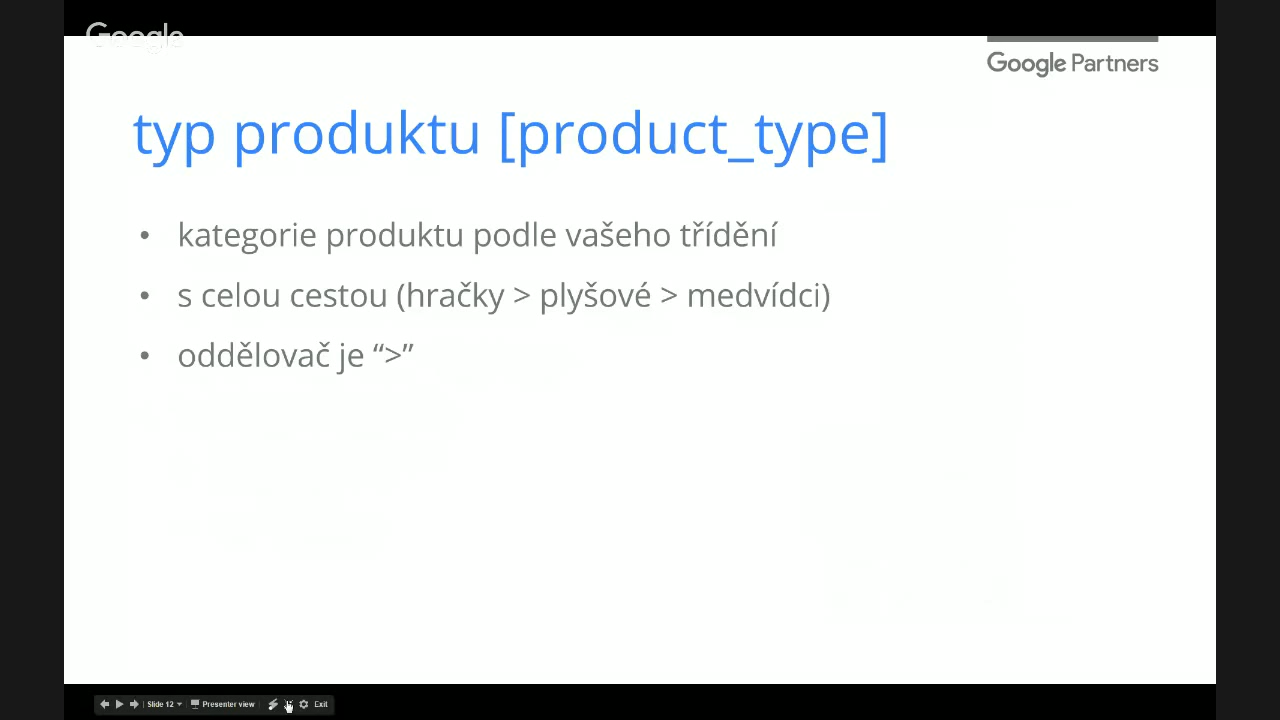 Google
Google Partners
typ produktu [product_type]
• kategorie produktu podle vašeho třídění
• s celou cestou (hračky > plyšové > medvídci)
• oddělovač je “>”
Slide 12 Presenter view Exit